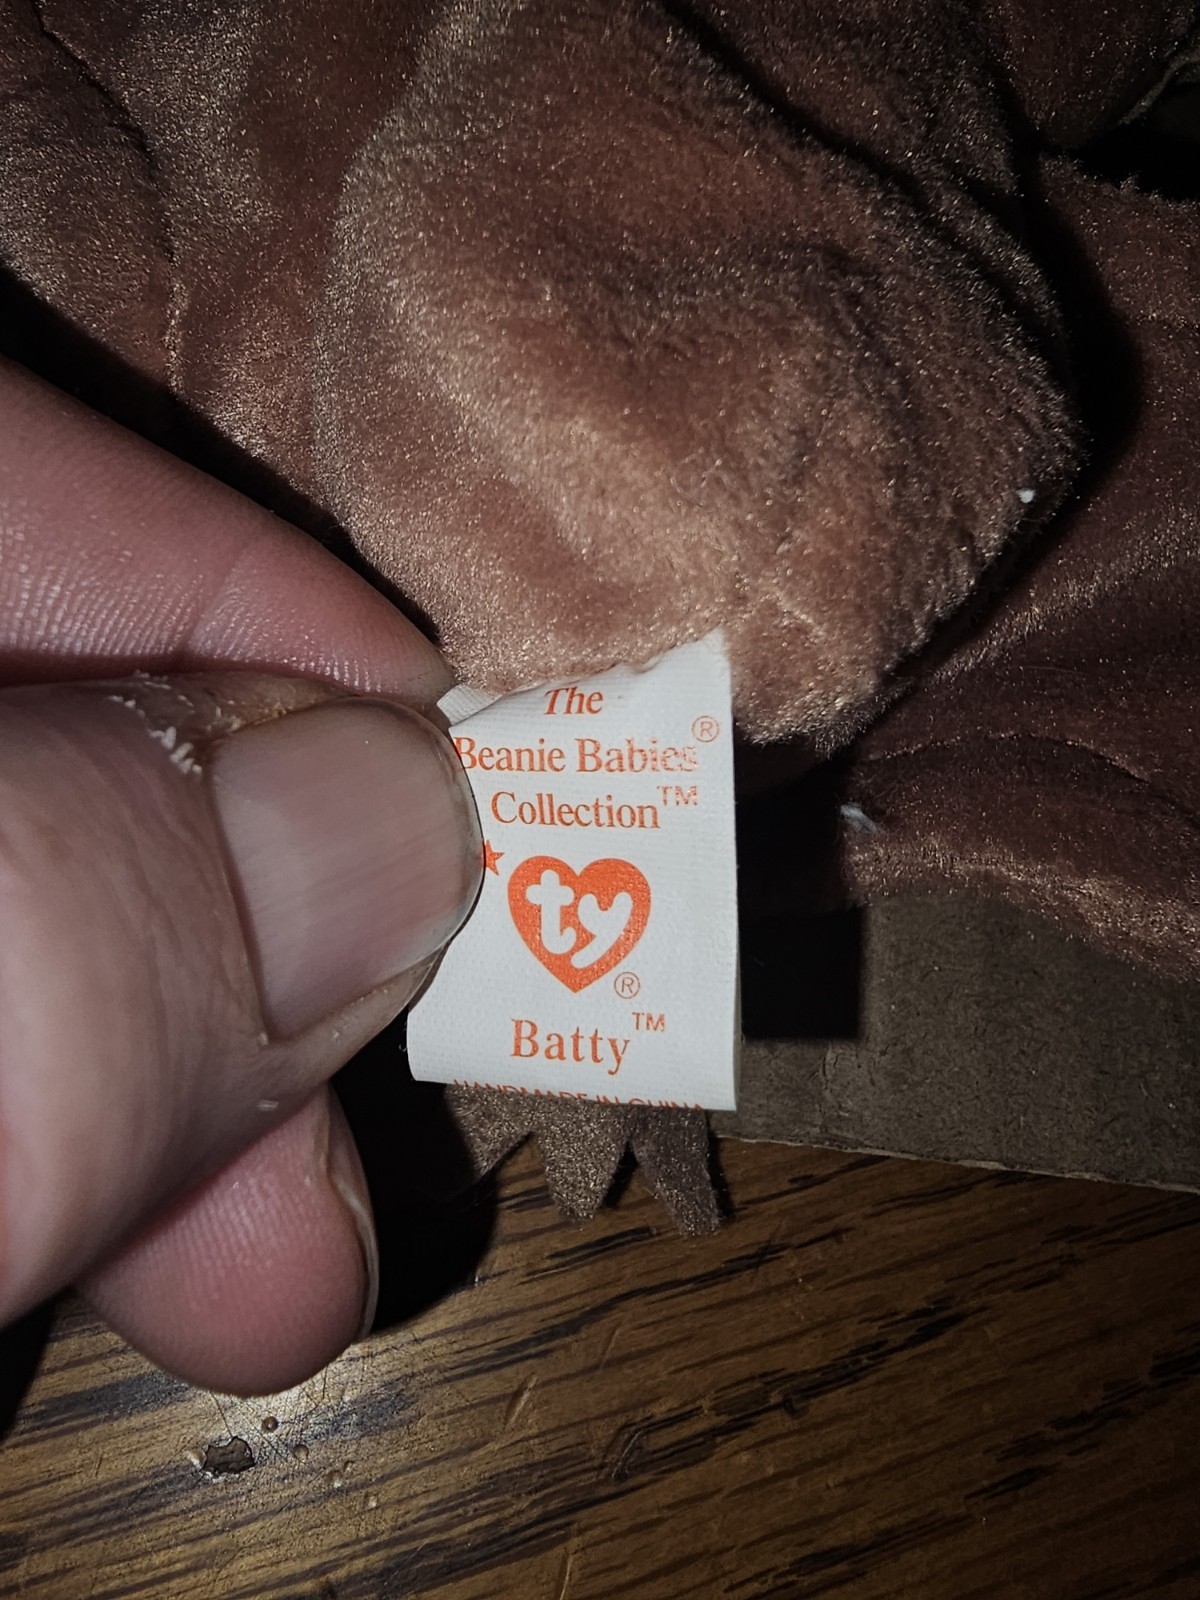 The
Beanie Babies®
Collection™
ty®
Batty™
HANDMADE IN CHINA